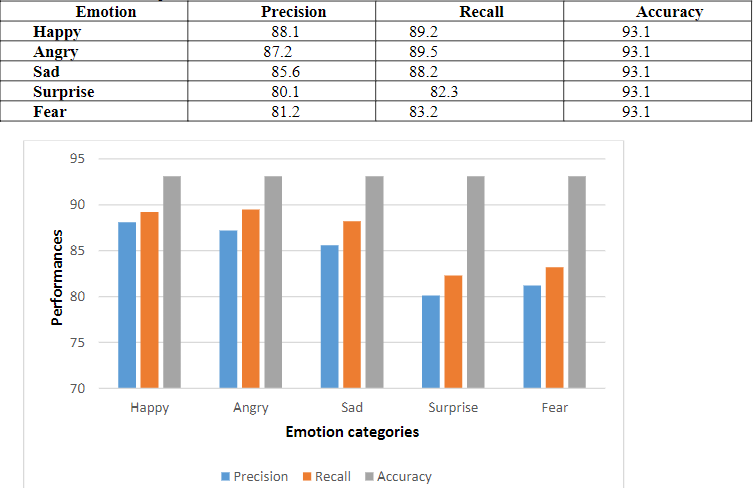 Emotion Precision Recall Accuracy
Happy 88.1 89.2 93.1
Angry 87.2 89.5 93.1
Sad 85.6 88.2 93.1
Surprise 80.1 82.3 93.1
Fear 81.2 83.2 93.1
95
90
85
80
75
70
Performances
Happy Angry Sad Surprise Fear
Emotion categories
Precision Recall Accuracy